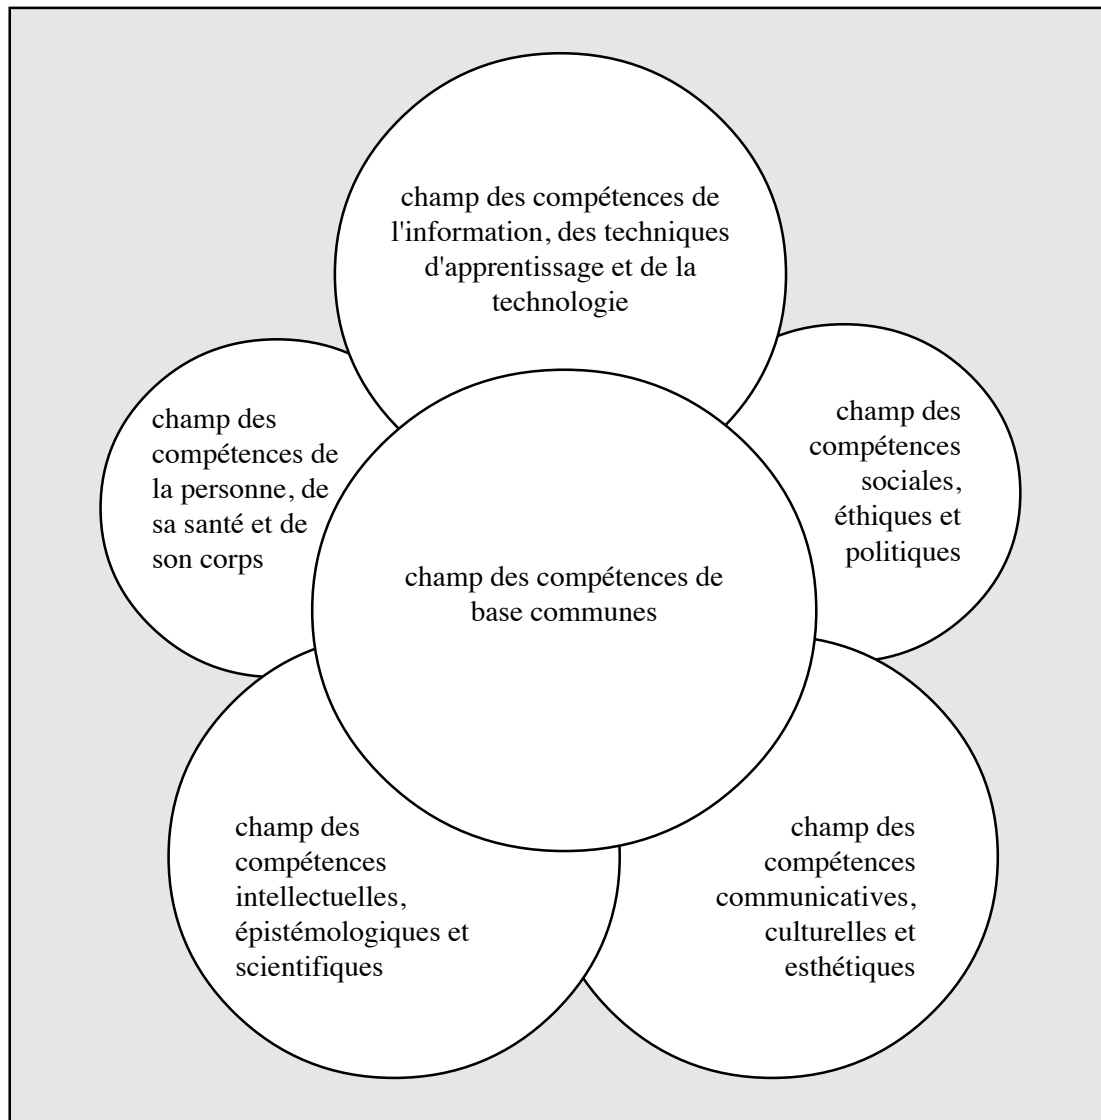 champ des compétences de
l'information, des techniques
d'apprentissage et de la
technologie
champ des
compétences de
la personne, de
sa santé et de
son corps
champ des
compétences
sociales,
éthiques et
politiques
champ des compétences de
base communes
champ des
compétences
intellectuelles,
épistémologiques et
scientifiques
champ des
compétences
communicatives,
culturelles et
esthétiques